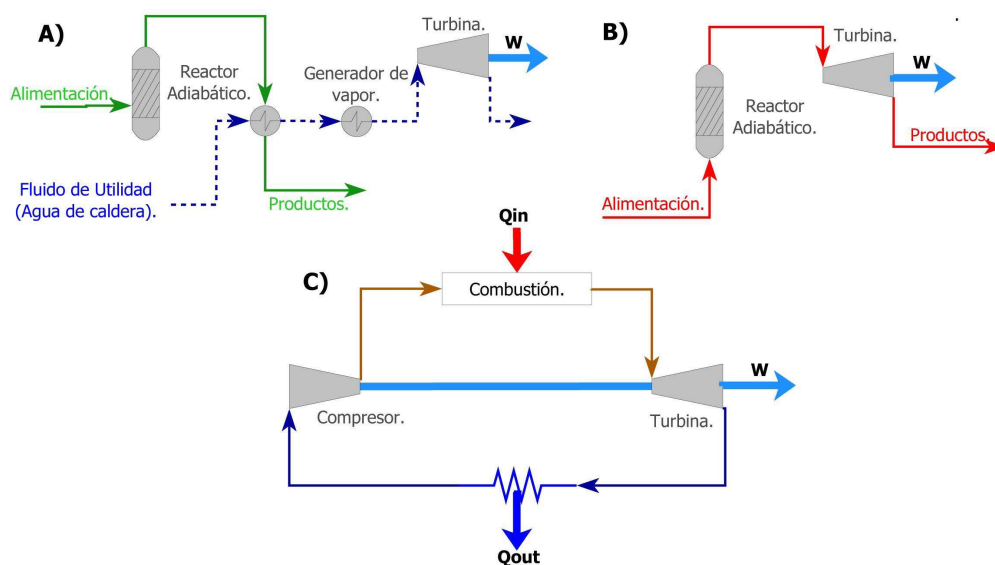 A)
Turbina.
W
Reactor
Adiabático.
Generador de
vapor.
Alimentación.
Fluido de Utilidad
(Agua de caldera).
Productos.
B)
Turbina.
W
Reactor
Adiabático.
Productos.
Alimentación.
C)
Qin
Combustión.
W
Compresor.
Turbina.
Qout